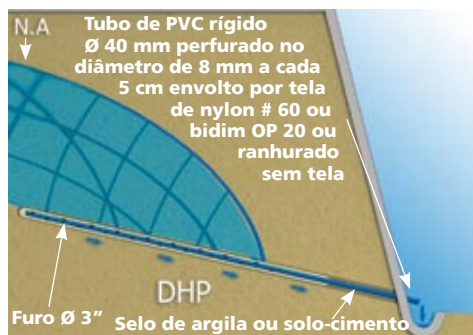 N.A
Tubo de PVC rígido
Ø 40 mm perfurado no
diâmetro de 8 mm a cada
5 cm envolto por tela
de nylon # 60 ou
bidim OP 20 ou
ranhurado
sem tela
DHP
Furo Ø 3”
Selo de argila ou solo-cimento